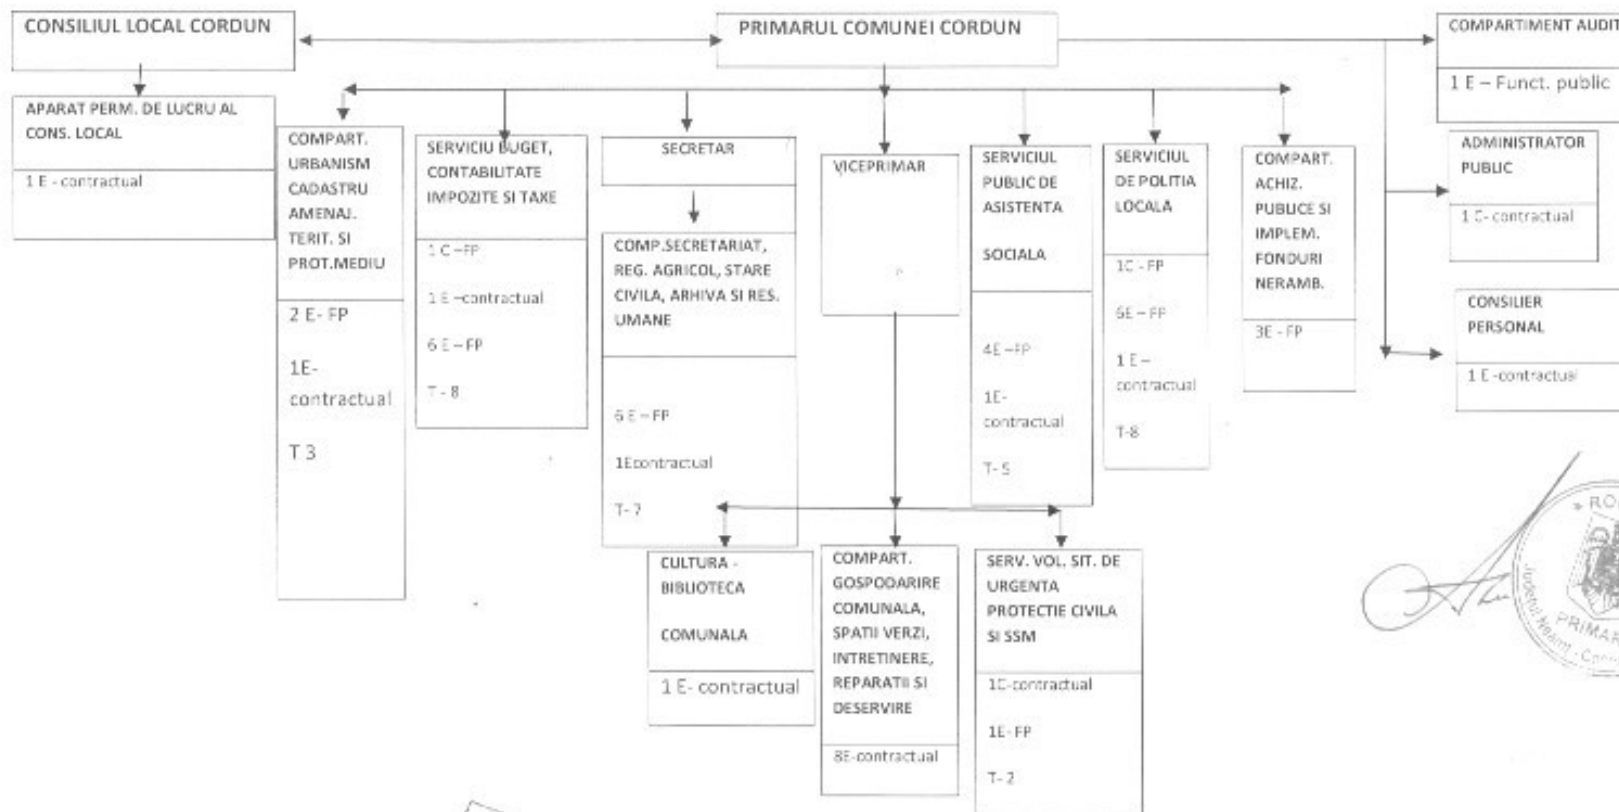 CONSILIUL LOCAL CORDUN
PRIMARUL COMUNEI CORDUN
COMPARTIMENT AUDIT
1 E – Funct. public
APARAT PERM. DE LUCRU AL
CONS. LOCAL
1 E - contractual
COMPART.
URBANISM
CADASTRU
AMENAJ.
TERIT. SI
PROT.MEDIU
2 E- FP
1E-
contractual
T 3
SERVICIU BUGET,
CONTABILITATE
IMPOZITE SI TAXE
1 C –FP
1 E –contractual
6 E – FP
T - 8
SECRETAR
COMP.SECRETARIAT,
REG. AGRICOL, STARE
CIVILA, ARHIVA SI RES.
UMANE
6 E – FP
1Econtractual
T- 7
VICEPRIMAR
SERVICIUL
PUBLIC DE
ASISTENTA
SOCIALA
4E –FP
1E-
contractual
T- 5
SERVICIUL
DE POLITIA
LOCALA
1C - FP
6E – FP
1 E –
contractual
T-8
COMPART.
ACHIZ.
PUBLICE SI
IMPLEM.
FONDURI
NERAMB.
3E - FP
ADMINISTRATOR
PUBLIC
1 C- contractual
CONSILIER
PERSONAL
1 E -contractual
CULTURA -
BIBLIOTECA
COMUNALA
1 E- contractual
COMPART.
GOSPODARIRE
COMUNALA,
SPATII VERZI,
INTRETINERE,
REPARATII SI
DESERVIRE
8E-contractual
SERV. VOL. SIT. DE
URGENTA
PROTECTIE CIVILA
SI SSM
1C-contractual
1E- FP
T- 2
Judetul Neamt